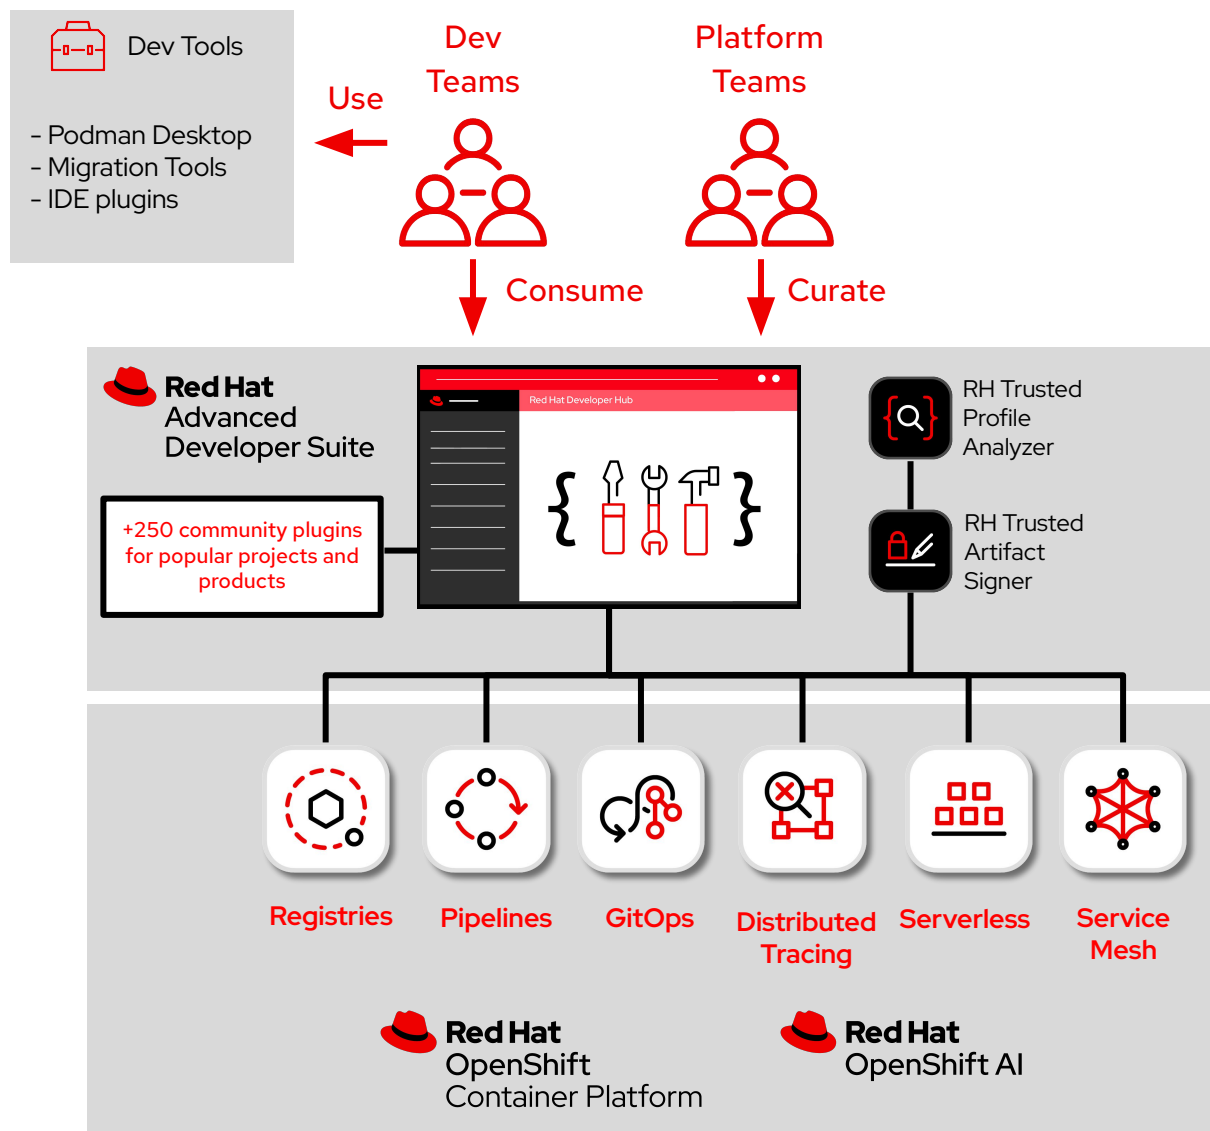 Dev Tools
- Podman Desktop
- Migration Tools
- IDE plugins
Use
Dev
Teams
Platform
Teams
Consume
Curate
Red Hat
Advanced
Developer Suite
+250 community plugins
for popular projects and
products
Red Hat Developer Hub
RH Trusted
Profile
Analyzer
RH Trusted
Artifact
Signer
Registries
Pipelines
GitOps
Distributed
Tracing
Serverless
Service
Mesh
Red Hat
OpenShift
Container Platform
Red Hat
OpenShift AI